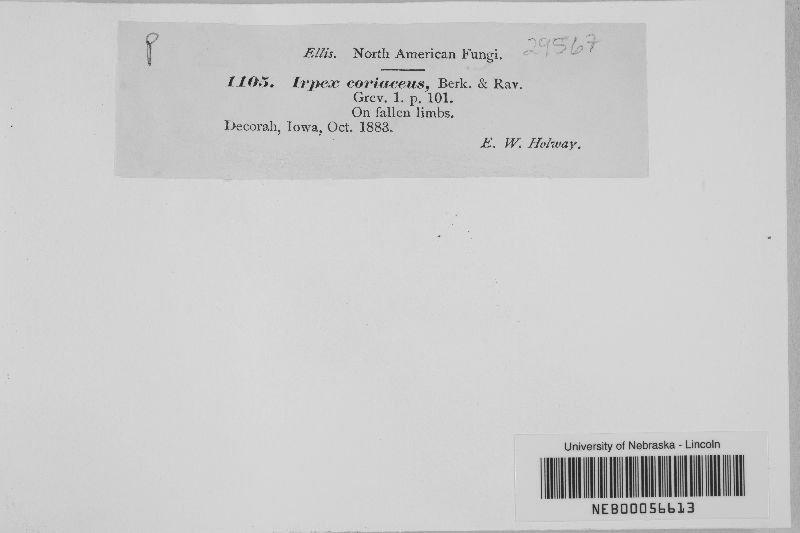 P
Ellis. North American Fungi. 29567
1105. Irpex coriaceus, Berk. & Rav.
Grev. 1. p. 101.
On fallen limbs.
Decorah, Iowa, Oct. 1883.
E. W. Holway.
University of Nebraska - Lincoln
NEB00056613